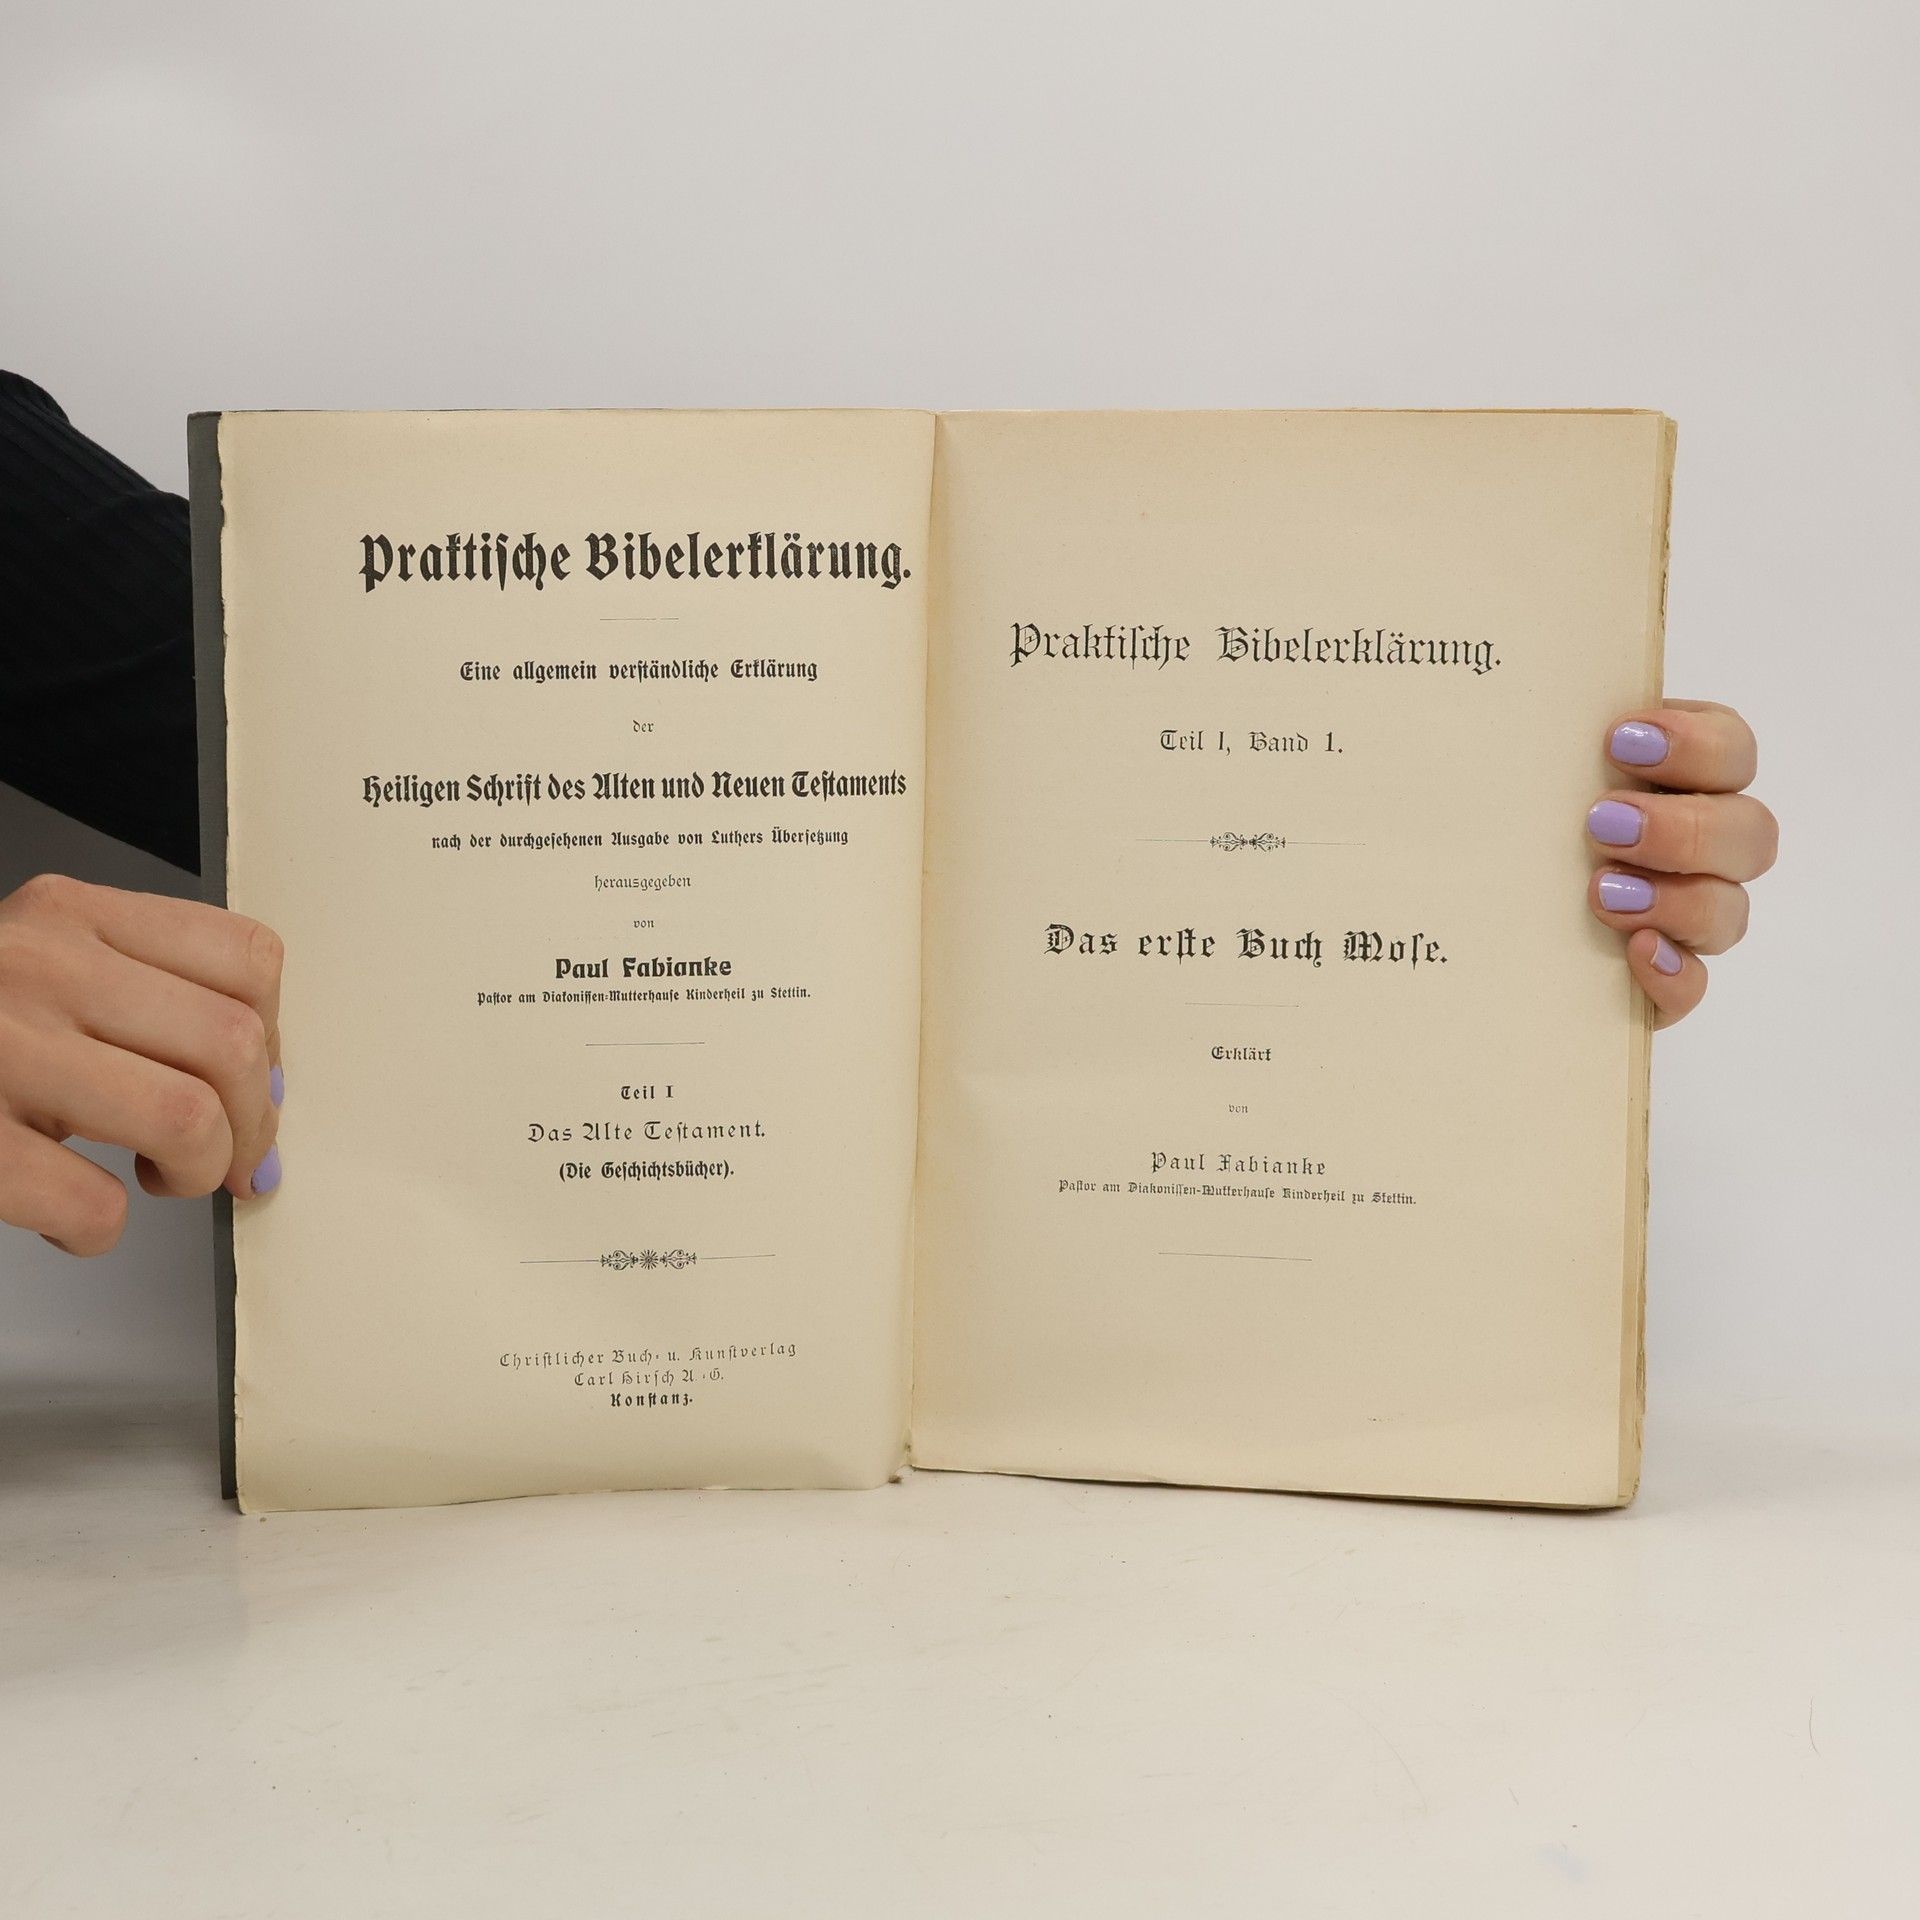 Praktiſche Bibelerklärung.
Eine allgemein verſtändliche Erklärung
der
Heiligen Schrift des Alten und Neuen Teſtaments
nach der durchgeſehenen Ausgabe von Luthers Überſetzung
herausgegeben
von
Paul Fabianke
Paſtor am Diakoniſſen-Mutterhauſe Kinderheil zu Stettin.
Teil I
Das Alte Teſtament.
(Die Geſchichtsbücher).
Chriſtlicher Buch- u. Kunſtverlag
Carl Hirſch A.-G.
Konſtanz.
Praktiſche Bibelerklärung.
Teil I, Band 1.
Das erſte Buch Moſe.
Erklärt
von
Paul Fabianke
Paſtor am Diakoniſſen-Mutterhauſe Kinderheil zu Stettin.